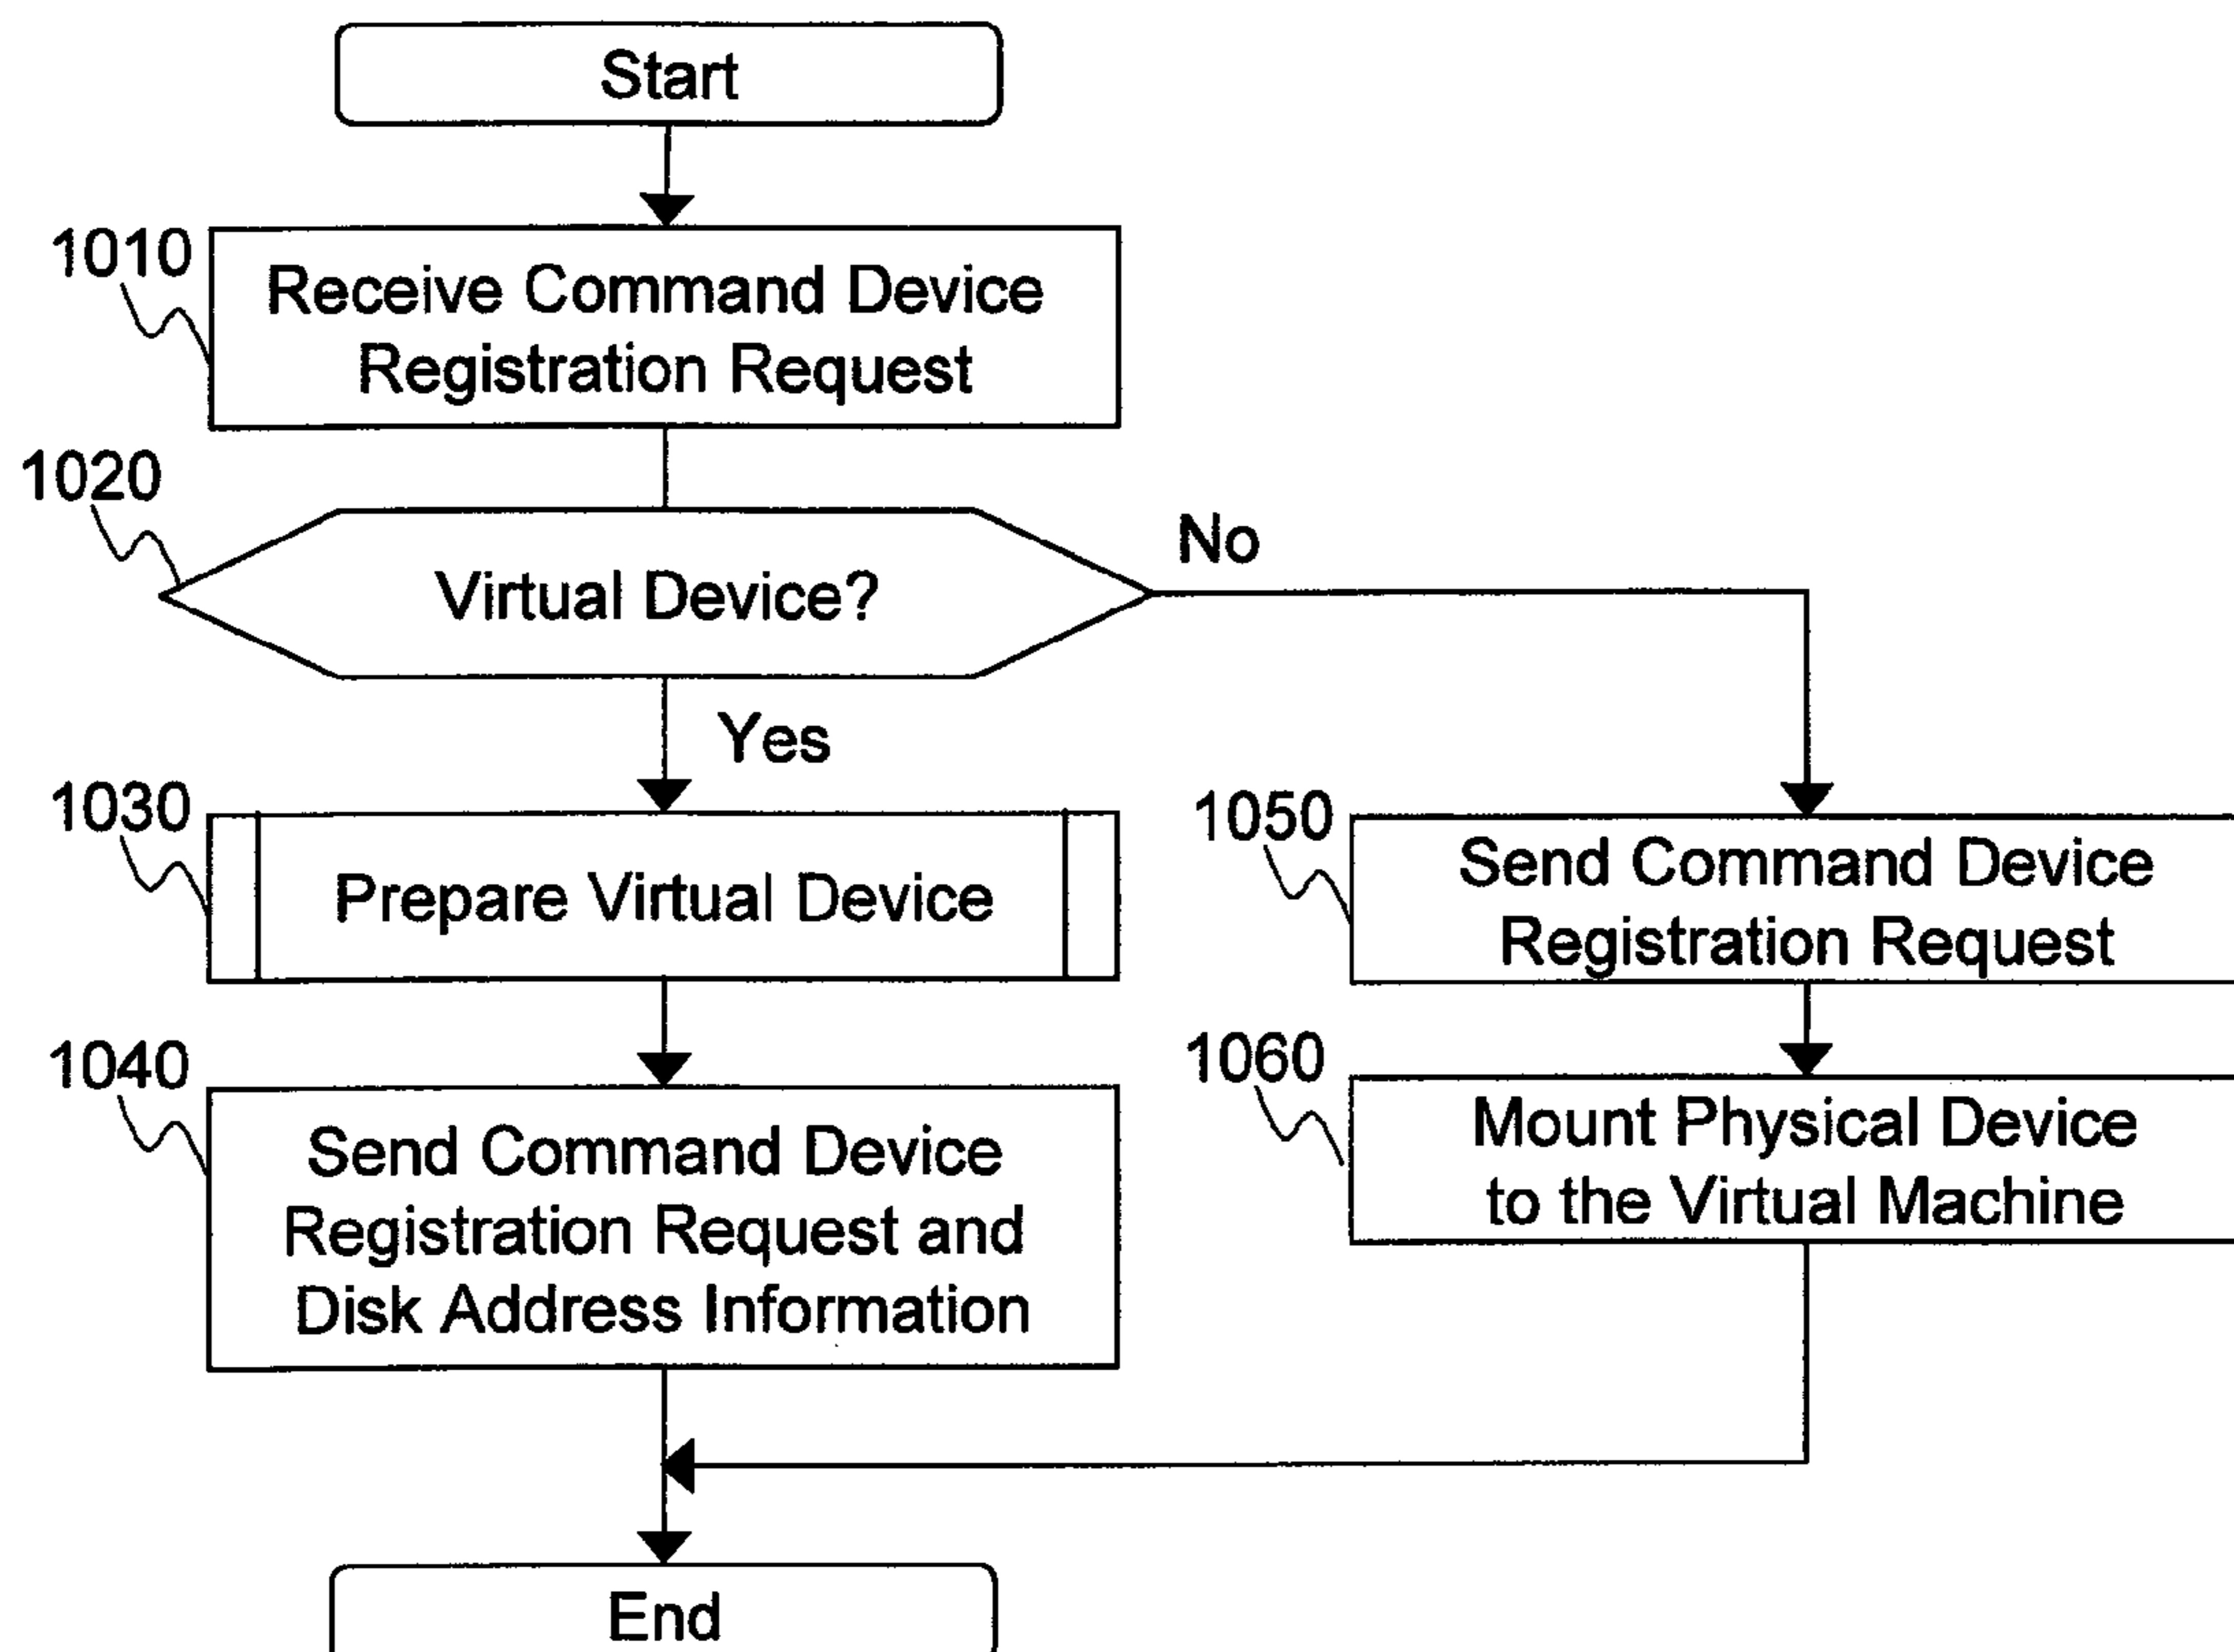 Start
1010
Receive Command Device
Registration Request
1020
Virtual Device?
No
Yes
1030
Prepare Virtual Device
1050
Send Command Device
Registration Request
1040
Send Command Device
Registration Request and
Disk Address Information
1060
Mount Physical Device
to the Virtual Machine
End